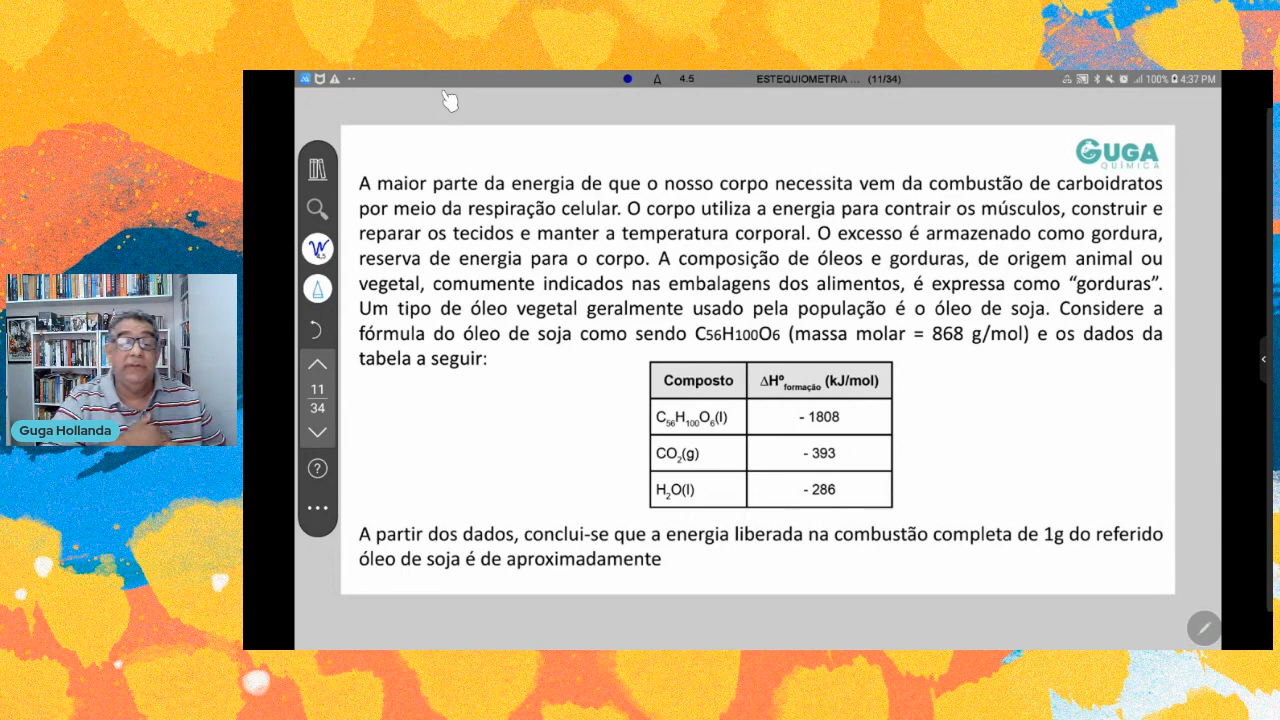 4.5 ESTEQUIOMETRIA ... (11/34) 100% 4:37 PM
GUGA
QUÍMICA
A maior parte da energia de que o nosso corpo necessita vem da combustão de carboidratos
por meio da respiração celular. O corpo utiliza a energia para contrair os músculos, construir e
reparar os tecidos e manter a temperatura corporal. O excesso é armazenado como gordura,
reserva de energia para o corpo. A composição de óleos e gorduras, de origem animal ou
vegetal, comumente indicados nas embalagens dos alimentos, é expressa como “gorduras”.
Um tipo de óleo vegetal geralmente usado pela população é o óleo de soja. Considere a
fórmula do óleo de soja como sendo C56H100O6 (massa molar = 868 g/mol) e os dados da
tabela a seguir:
Composto ΔHº formação (kJ/mol)
C₅₆H₁₀₀O₆(l) - 1808
CO₂(g) - 393
H₂O(l) - 286
A partir dos dados, conclui-se que a energia liberada na combustão completa de 1g do referido
óleo de soja é de aproximadamente
4.5
11
34
?
Guga Hollanda